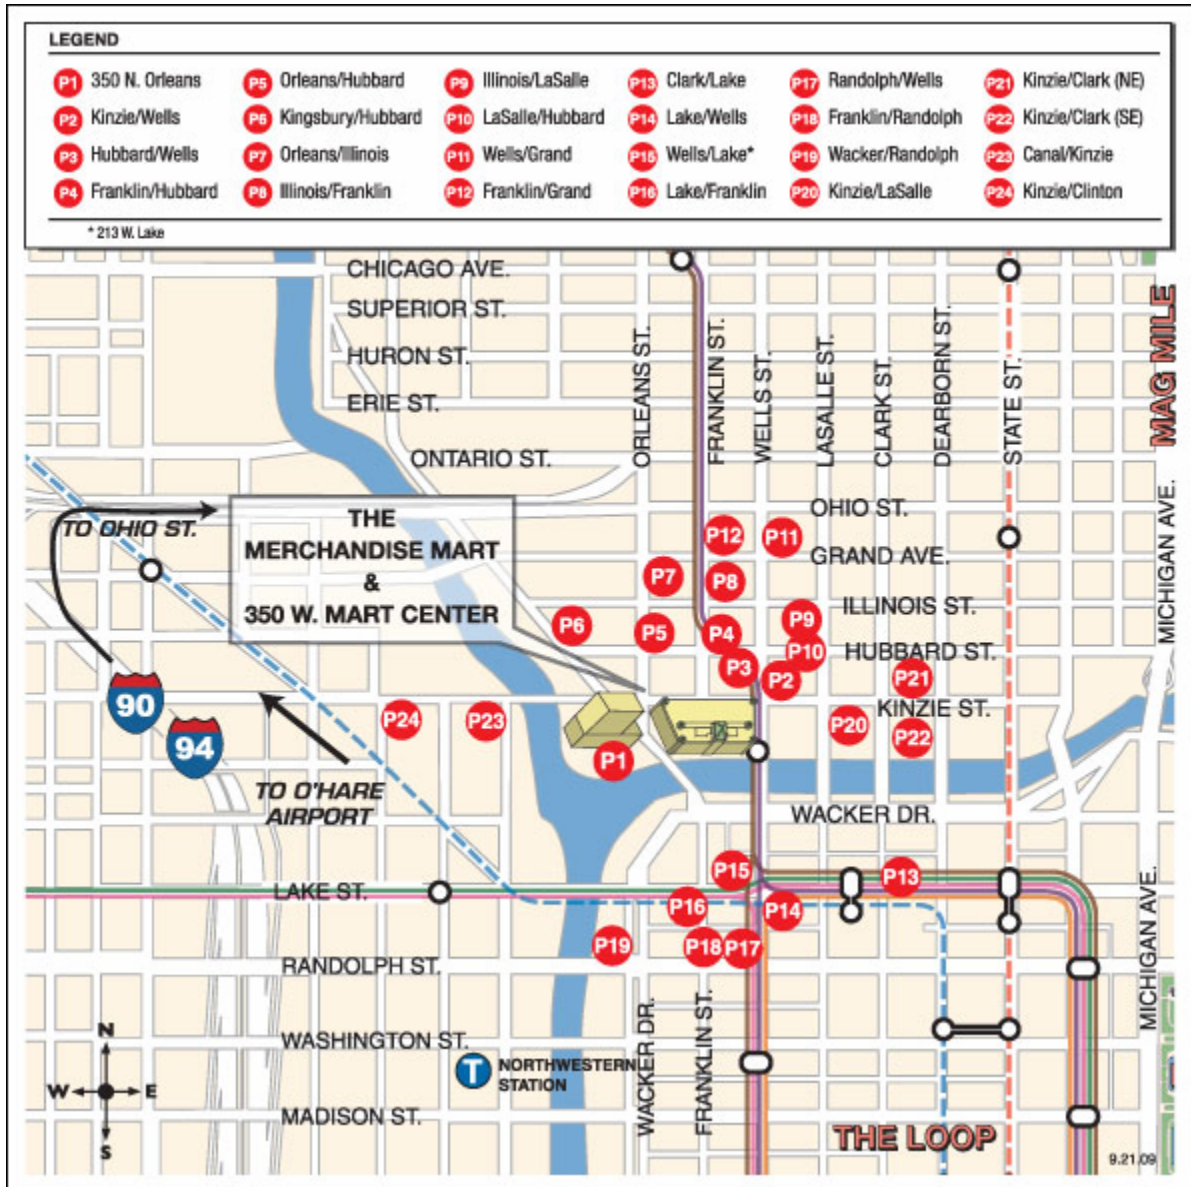 LEGEND
P1 350 N. Orleans
P2 Kinzie/Wells
P3 Hubbard/Wells
P4 Franklin/Hubbard
P5 Orleans/Hubbard
P6 Kingsbury/Hubbard
P7 Orleans/Illinois
P8 Illinois/Franklin
P9 Illinois/LaSalle
P10 LaSalle/Hubbard
P11 Wells/Grand
P12 Franklin/Grand
P13 Clark/Lake
P14 Lake/Wells
P15 Wells/Lake*
P16 Lake/Franklin
P17 Randolph/Wells
P18 Franklin/Randolph
P19 Wacker/Randolph
P20 Kinzie/LaSalle
P21 Kinzie/Clark (NE)
P22 Kinzie/Clark (SE)
P23 Canal/Kinzie
P24 Kinzie/Clinton
* 213 W. Lake
CHICAGO AVE.
SUPERIOR ST.
HURON ST.
ERIE ST.
ONTARIO ST.
ORLEANS ST.
FRANKLIN ST.
WELLS ST.
LASALLE ST.
CLARK ST.
DEARBORN ST.
STATE ST.
MAG MILE
MICHIGAN AVE.
OHIO ST.
GRAND AVE.
ILLINOIS ST.
HUBBARD ST.
KINZIE ST.
TO OHIO ST.
THE
MERCHANDISE MART
&
350 W. MART CENTER
P12
P11
P7
P8
P6
P5
P4
P9
P10
P3
P2
P21
P24
P23
P20
P22
P1
90
94
TO O'HARE
AIRPORT
WACKER DR.
P15
P13
LAKE ST.
P16
P14
P19
P18
P17
RANDOLPH ST.
MICHIGAN AVE.
WASHINGTON ST.
WACKER DR.
FRANKLIN ST.
T
NORTHWESTERN
STATION
MADISON ST.
N
W
E
S
THE LOOP
9.21.09